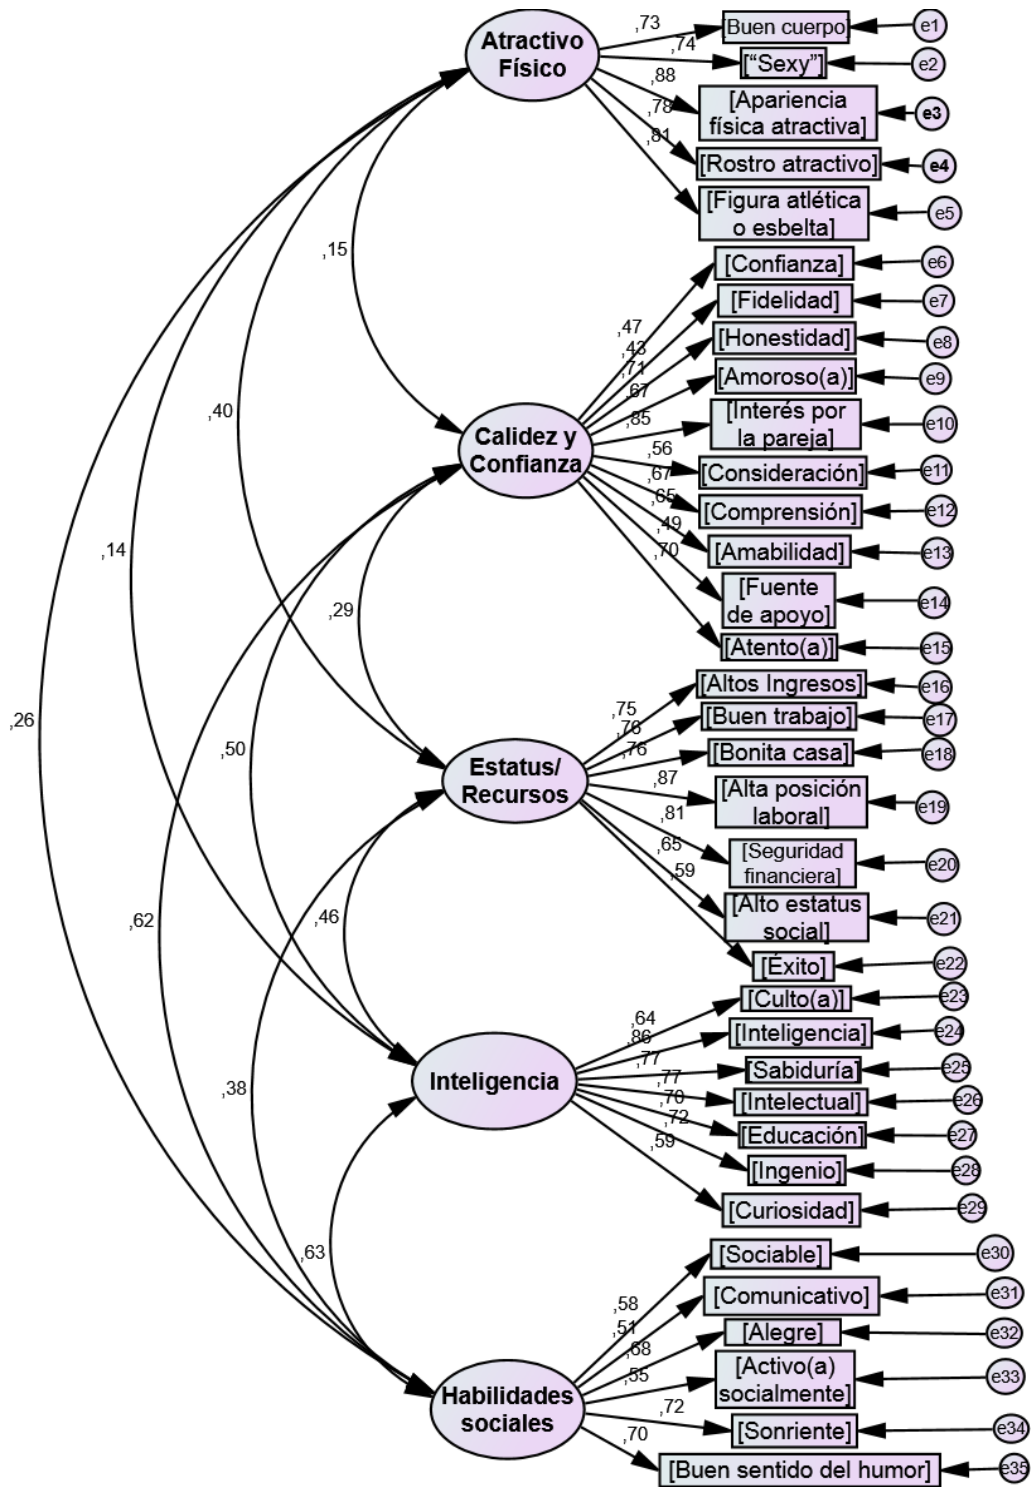 Atractivo
Físico
,73
,74
,88
,78
,81
[Buen cuerpo]
e1
[“Sexy”]
e2
[Apariencia
física atractiva]
e3
[Rostro atractivo]
e4
[Figura atlética
o esbelta]
e5
,15
,40
,14
,26
Calidez y
Confianza
,47
,43
,71
,67
,85
,56
,67
,65
,49
,70
[Confianza]
e6
[Fidelidad]
e7
[Honestidad]
e8
[Amoroso(a)]
e9
[Interés por
la pareja]
e10
[Consideración]
e11
[Comprensión]
e12
[Amabilidad]
e13
[Fuente
de apoyo]
e14
[Atento(a)]
e15
,29
,50
,62
Estatus/
Recursos
,75
,76
,76
,87
,81
,65
,59
[Altos Ingresos]
e16
[Buen trabajo]
e17
[Bonita casa]
e18
[Alta posición
laboral]
e19
[Seguridad
financiera]
e20
[Alto estatus
social]
e21
[Éxito]
e22
,46
,38
Inteligencia
,64
,86
,77
,77
,70
,72
,59
[Culto(a)]
e23
[Inteligencia]
e24
[Sabiduría]
e25
[Intelectual]
e26
[Educación]
e27
[Ingenio]
e28
[Curiosidad]
e29
,63
Habilidades
sociales
,58
,51
,68
,55
,72
,70
[Sociable]
e30
[Comunicativo]
e31
[Alegre]
e32
[Activo(a)
socialmente]
e33
[Sonriente]
e34
[Buen sentido del humor]
e35